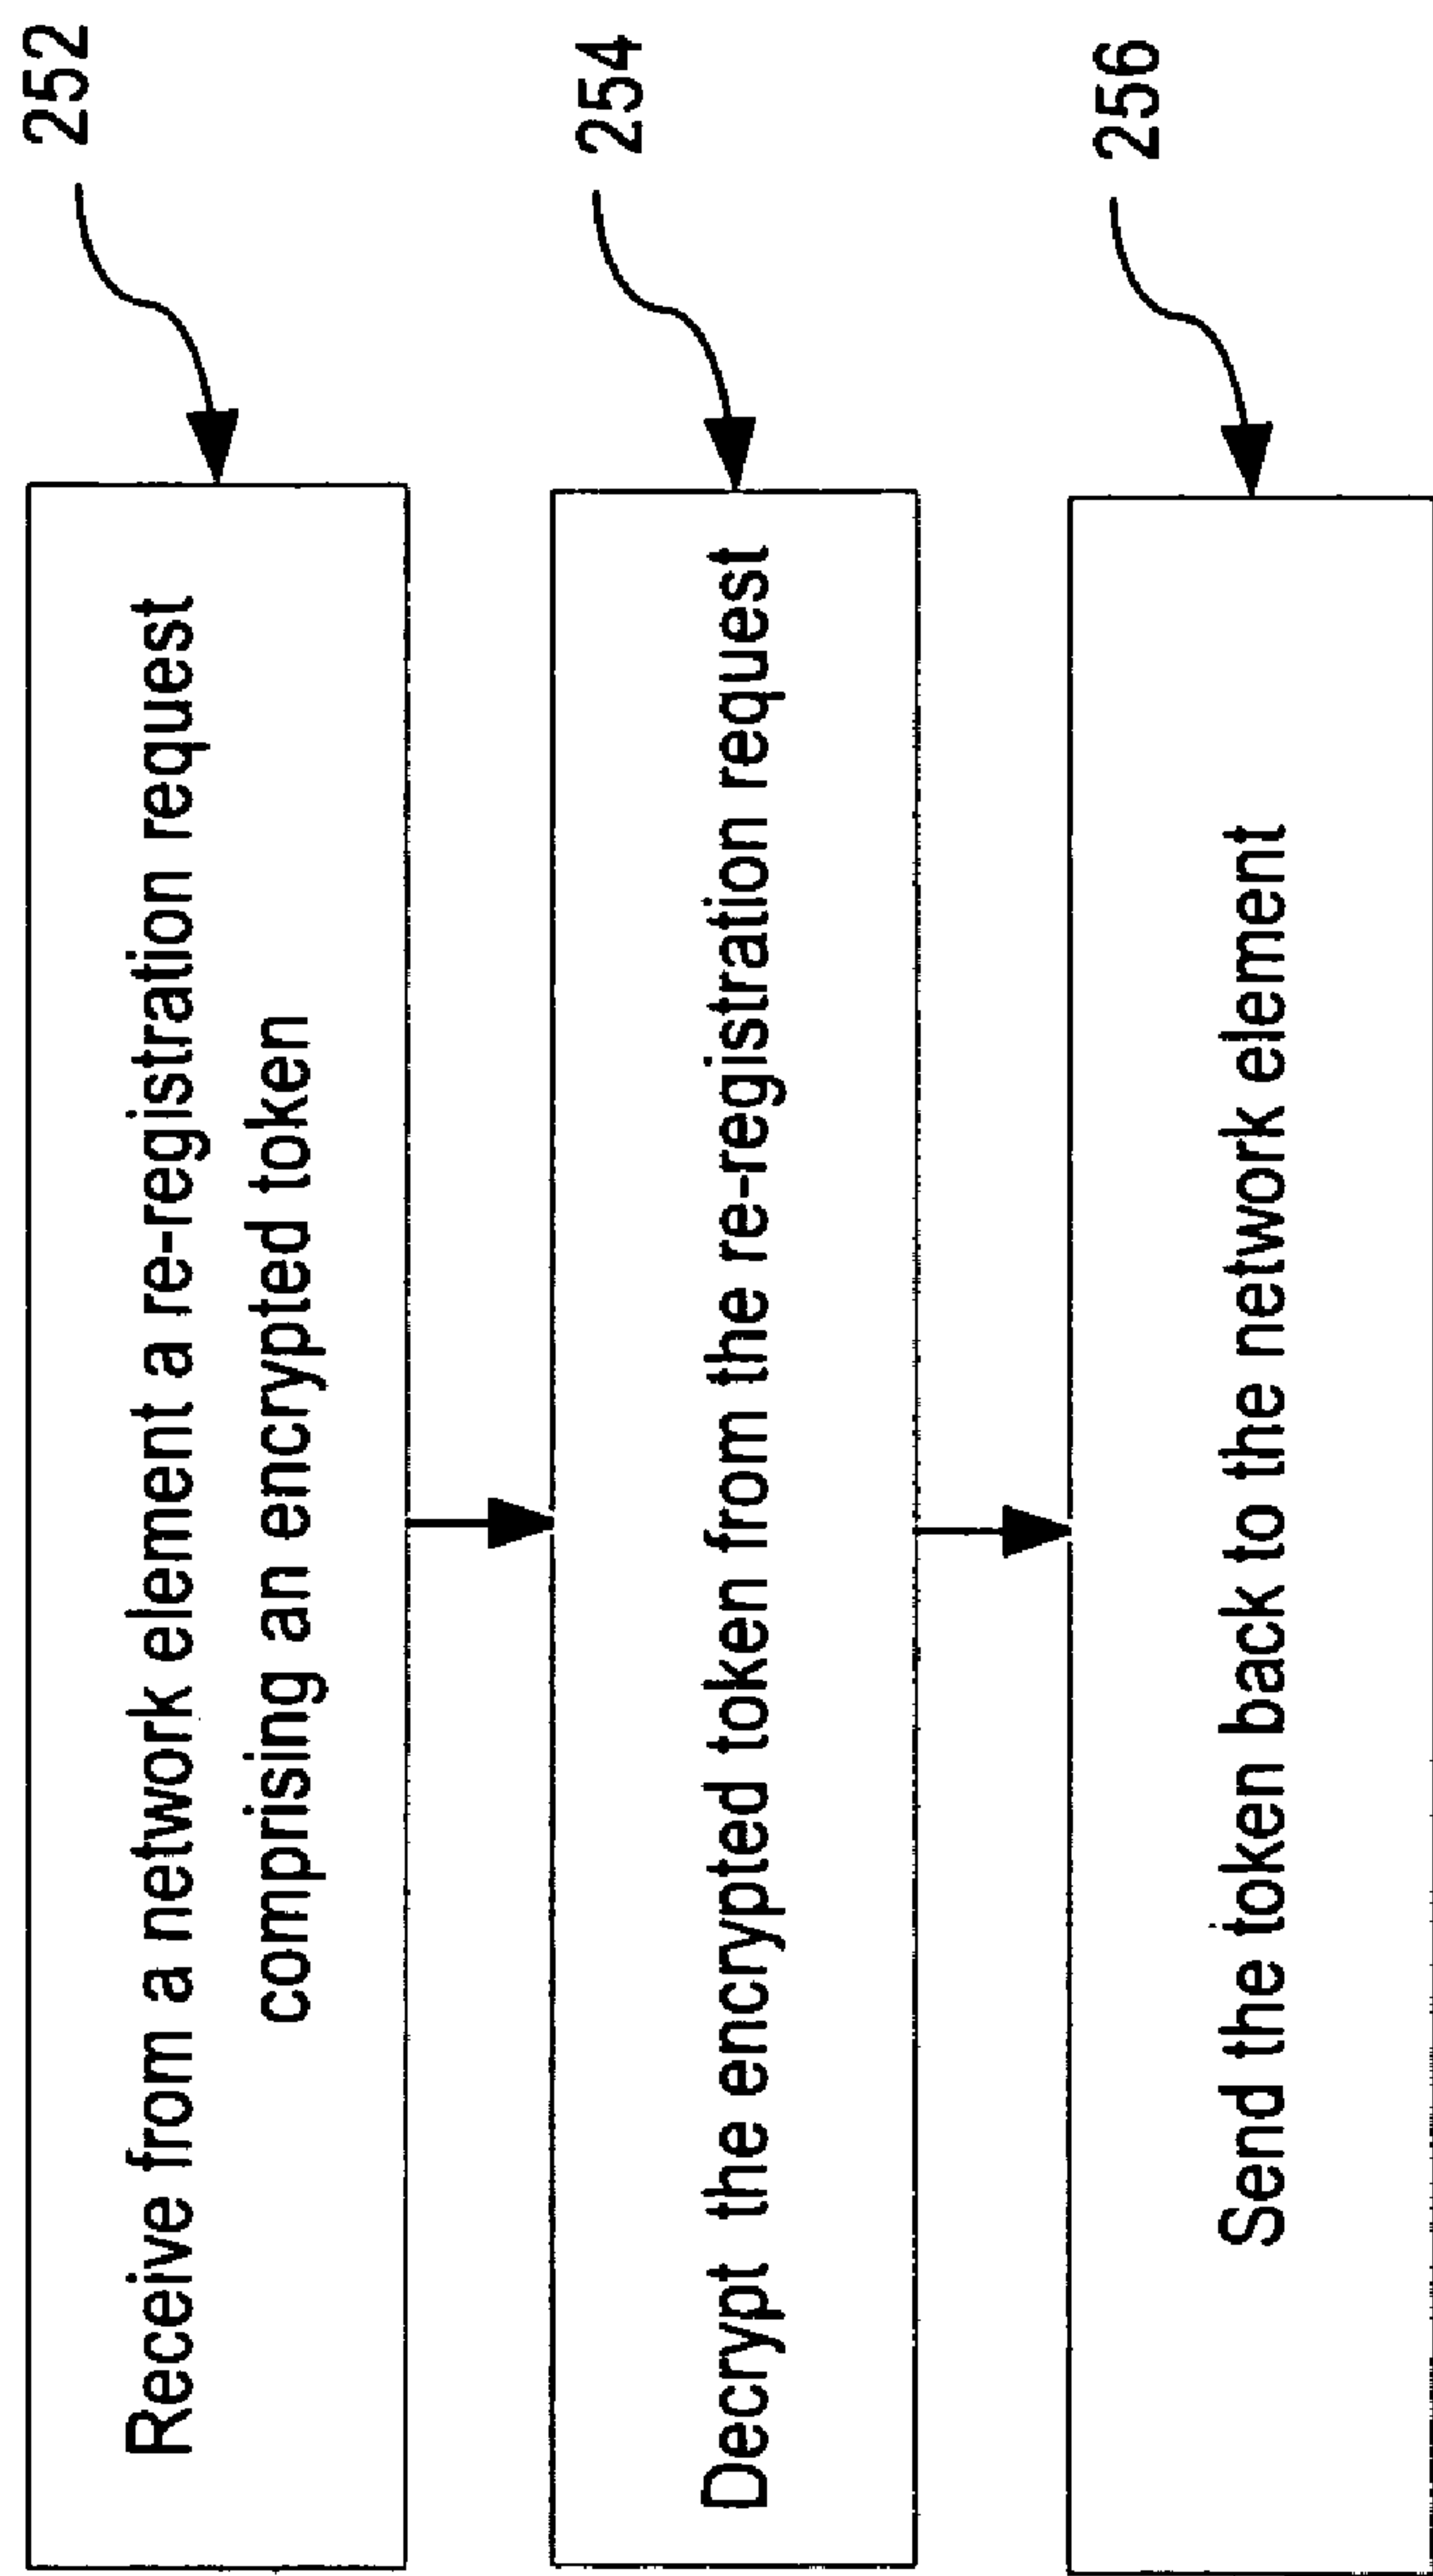 Receive from a network element a re-registration request
comprising an encrypted token
252
Decrypt the encrypted token from the re-registration request
254
Send the token back to the network element
256